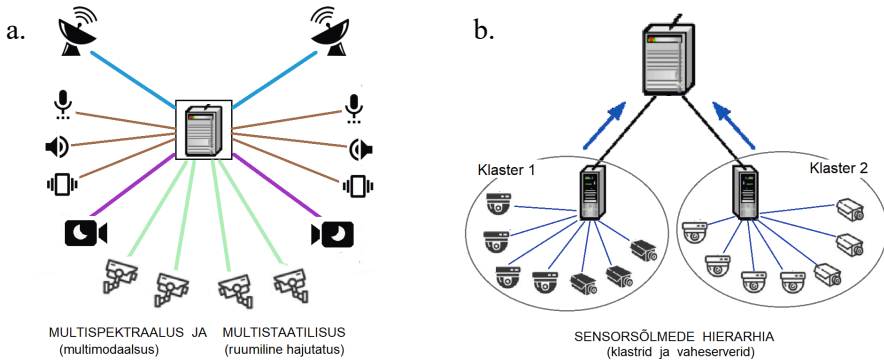 a.
b.
Klaster 1
Klaster 2
MULTISPEKTRAALUS JA MULTISTAATILISUS
(multimodaalsus) (ruumiline hajutatus)
SENSORSÕLMEDE HIERARHIA
(klastrid ja vaheserverid)